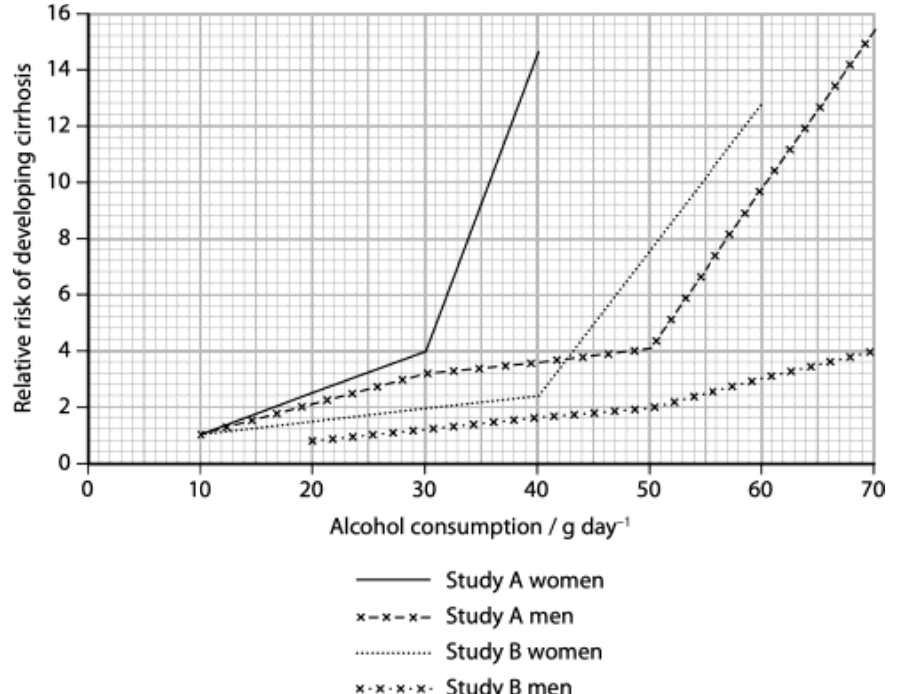 16
14
12
10
8
6
4
2
0
Relative risk of developing cirrhosis
0 10 20 30 40 50 60 70
Alcohol consumption / g day⁻¹
Study A women
Study A men
Study B women
Study B men